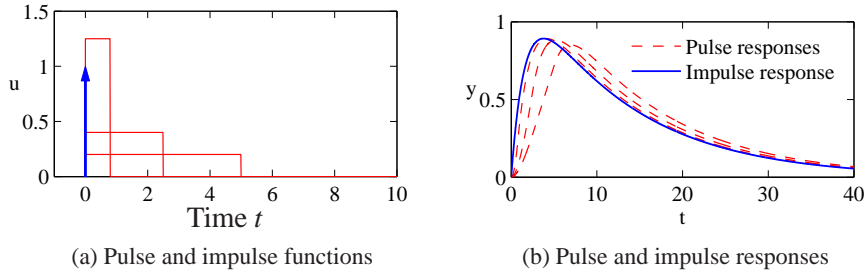 1.5
1
u
0.5
0
0 2 4 6 8 10
Time t
(a) Pulse and impulse functions
1
y
0.5
0
0 10 20 30 40
t
Pulse responses
Impulse response
(b) Pulse and impulse responses